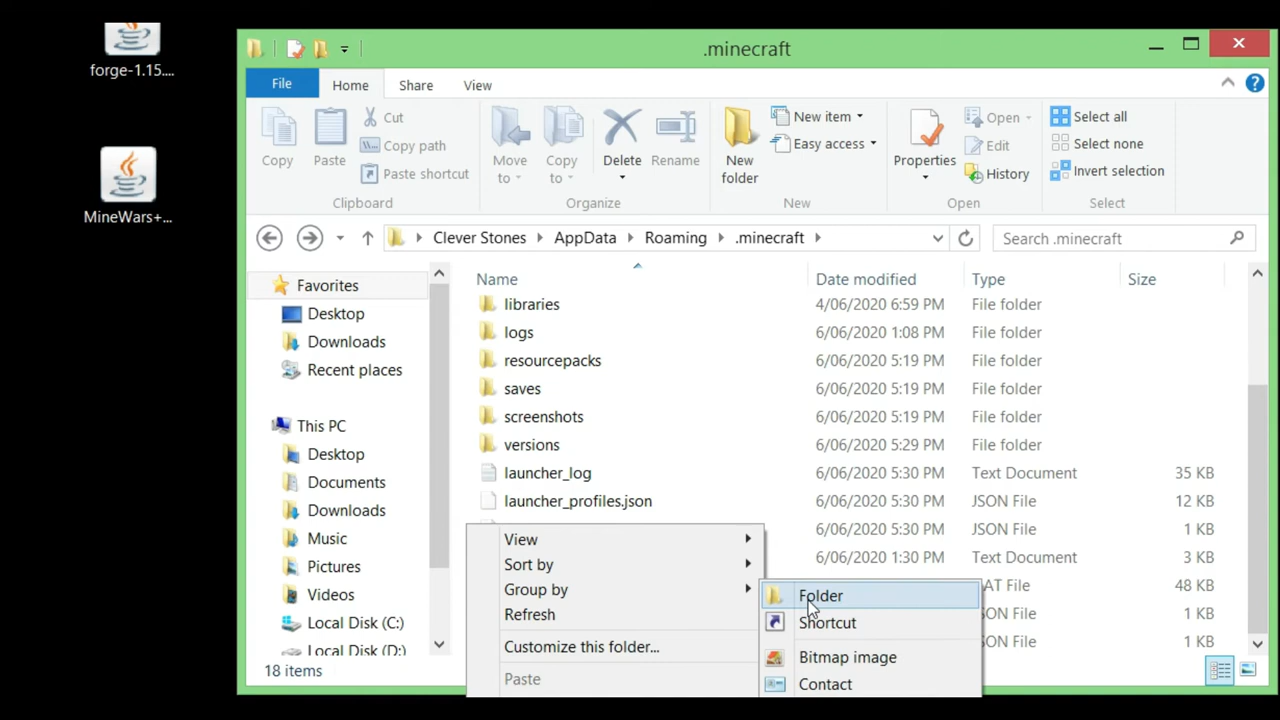 forge-1.15....
MineWars+...
.minecraft
File
Home
Share
View
Copy
Paste
Cut
Copy path
Paste shortcut
Clipboard
Move to
Copy to
Delete
Rename
Organize
New folder
New item
Easy access
New
Properties
Open
Edit
History
Open
Select all
Select none
Invert selection
Select
Clever Stones AppData Roaming .minecraft
Search .minecraft
Favorites
Desktop
Downloads
Recent places
This PC
Desktop
Documents
Downloads
Music
Pictures
Videos
Local Disk (C:)
Local Disk (D:)
Name Date modified Type Size
libraries 4/06/2020 6:59 PM File folder
logs 6/06/2020 1:08 PM File folder
resourcepacks 6/06/2020 5:19 PM File folder
saves 6/06/2020 5:19 PM File folder
screenshots 6/06/2020 5:19 PM File folder
versions 6/06/2020 5:29 PM File folder
launcher_log 6/06/2020 5:30 PM Text Document 35 KB
launcher_profiles.json 6/06/2020 5:30 PM JSON File 12 KB
6/06/2020 5:30 PM JSON File 1 KB
6/06/2020 1:30 PM Text Document 3 KB
AT File 48 KB
SON File 1 KB
SON File 1 KB
View
Sort by
Group by
Refresh
Customize this folder...
Paste
Folder
Shortcut
Bitmap image
Contact
18 items